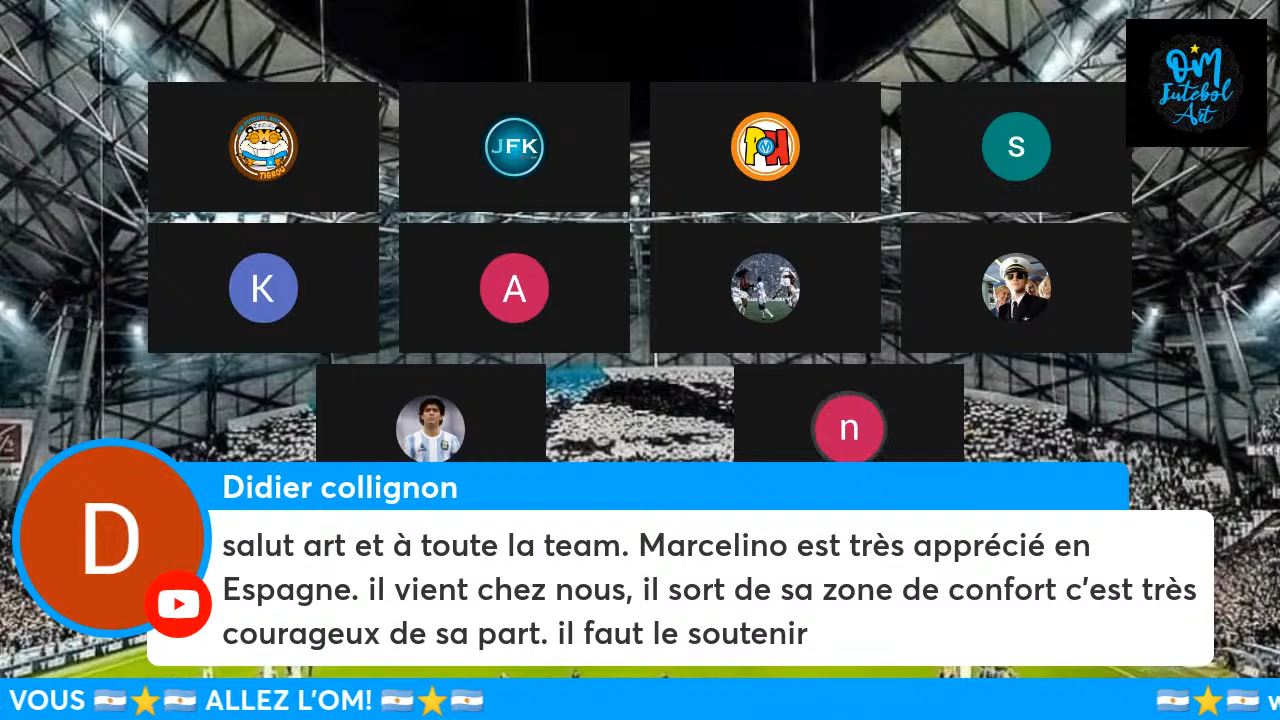 OM
Futebol
Art
TIGROU
JFK
S
K
A
n
D
Didier collignon
salut art et à toute la team. Marcelino est très apprécié en
Espagne. il vient chez nous, il sort de sa zone de confort c'est très
courageux de sa part. il faut le soutenir
VOUS 🇦🇷⭐🇦🇷 ALLEZ L'OM! 🇦🇷⭐🇦🇷 🇦🇷⭐🇦🇷